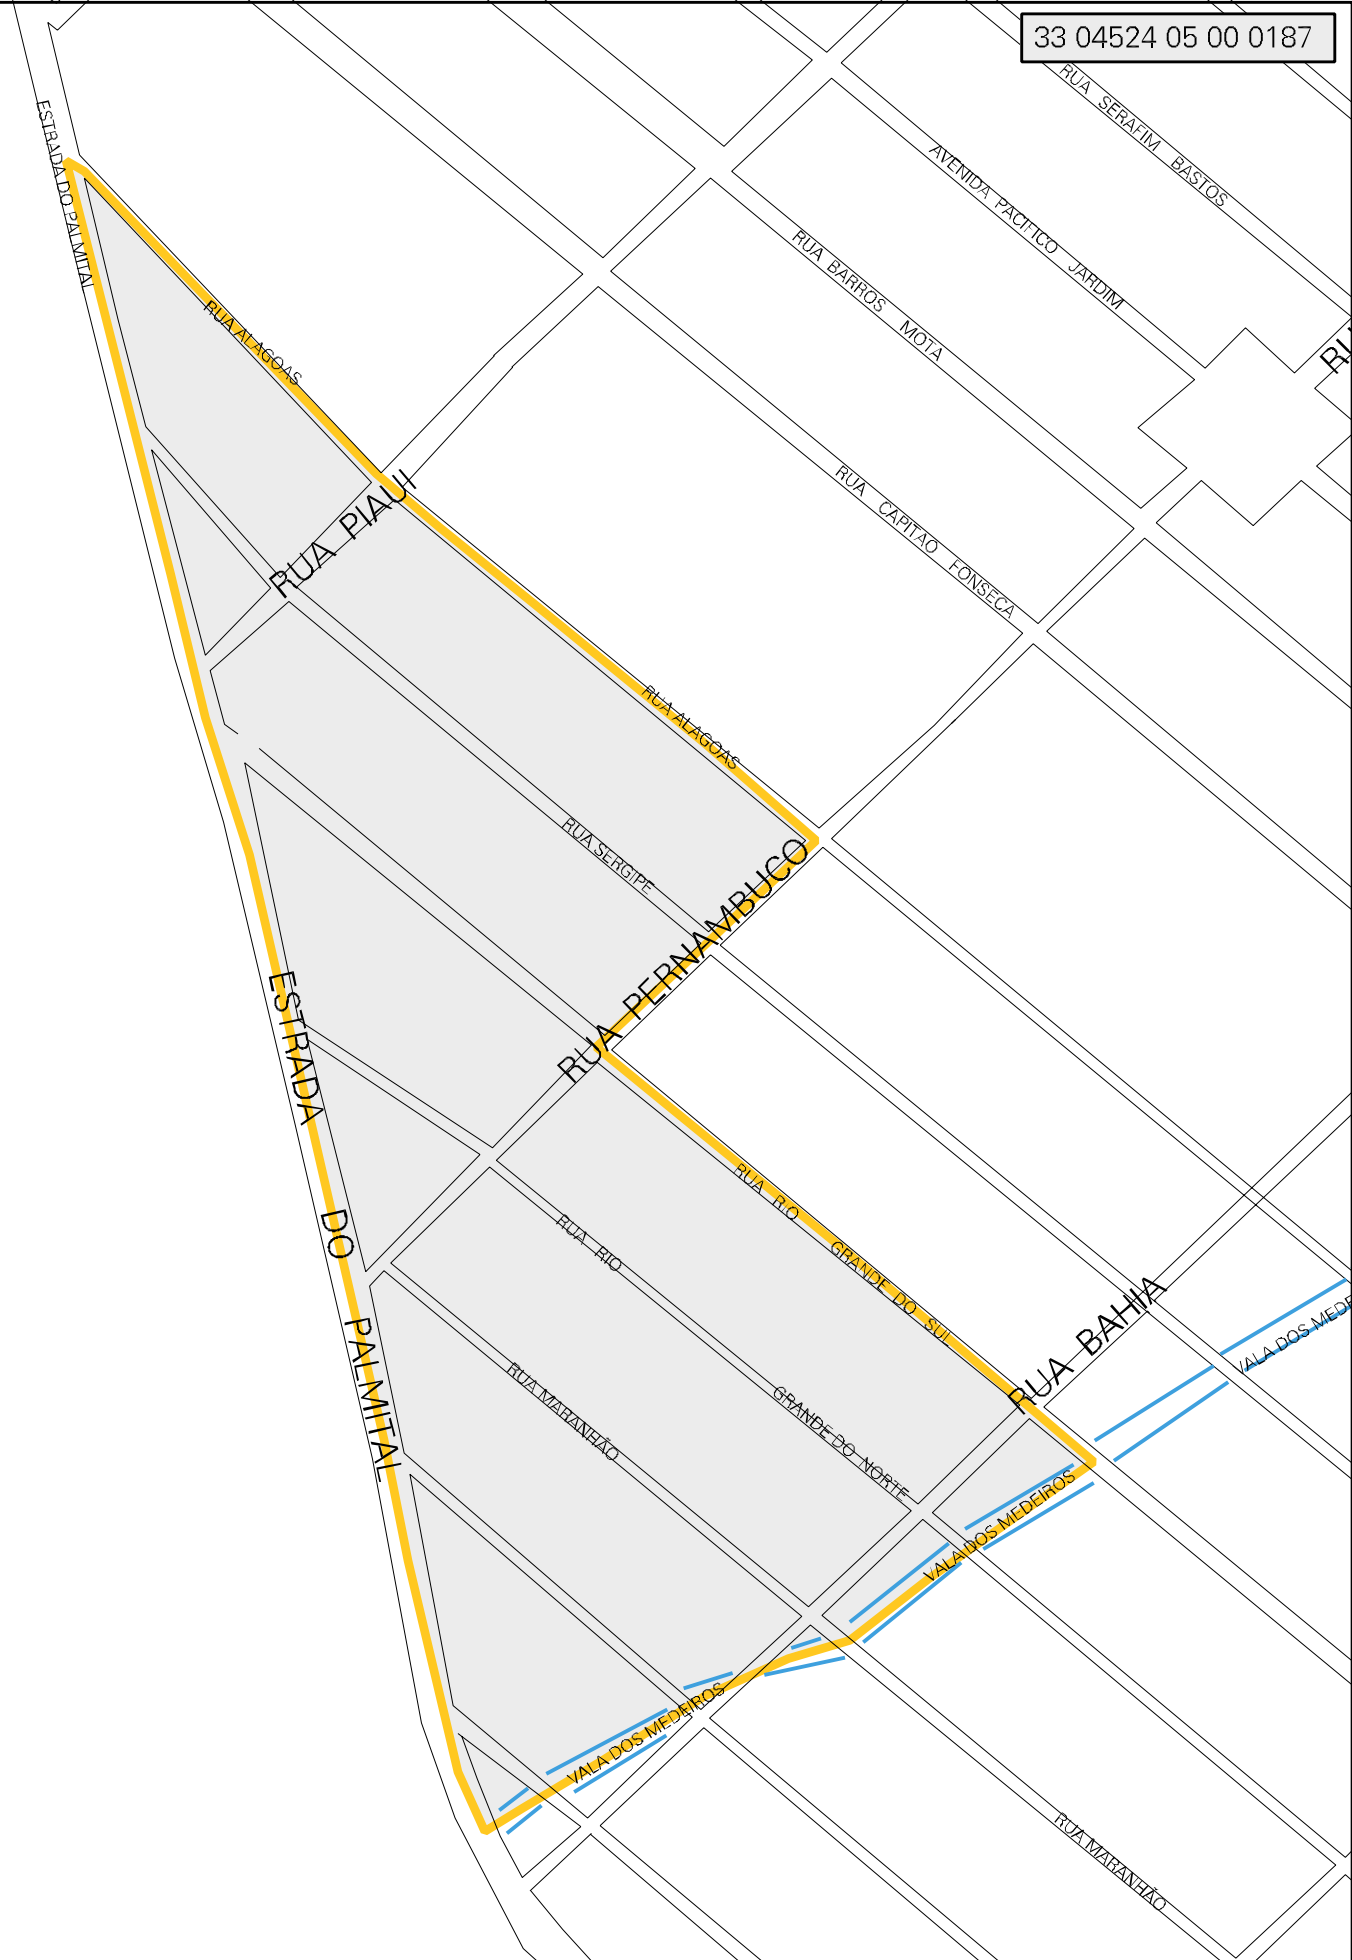 33 04524 05 00 0187
RUA SERAFIM BASTOS
ESTRADA DO PALMITAL
AVENIDA PACIFICO JARDIM
RUA BARROS MOTA
RUA ALAGOAS
RUA PIAUI
RUA CAPITAO FONSECA
RUA ALAGOAS
RUA SERGIPE
RUA PERNAMBUCO
ESTRADA DO PALMITAL
RUA RIO GRANDE DO SUL
RUA RIO GRANDE DO NORTE
RUA BAHIA
VALA DOS MEDE
RUA MARANHÃO
VALA DOS MEDEIROS
VALA DOS MEDEIROS
RUA MARANHÃO